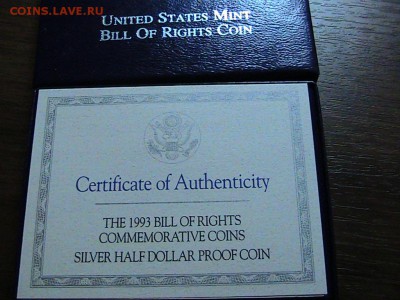 COINS.LAVE.RU
UNITED STATES MINT
BILL OF RIGHTS COIN
Certificate of Authenticity
THE 1993 BILL OF RIGHTS
COMMEMORATIVE COINS
SILVER HALF DOLLAR PROOF COIN